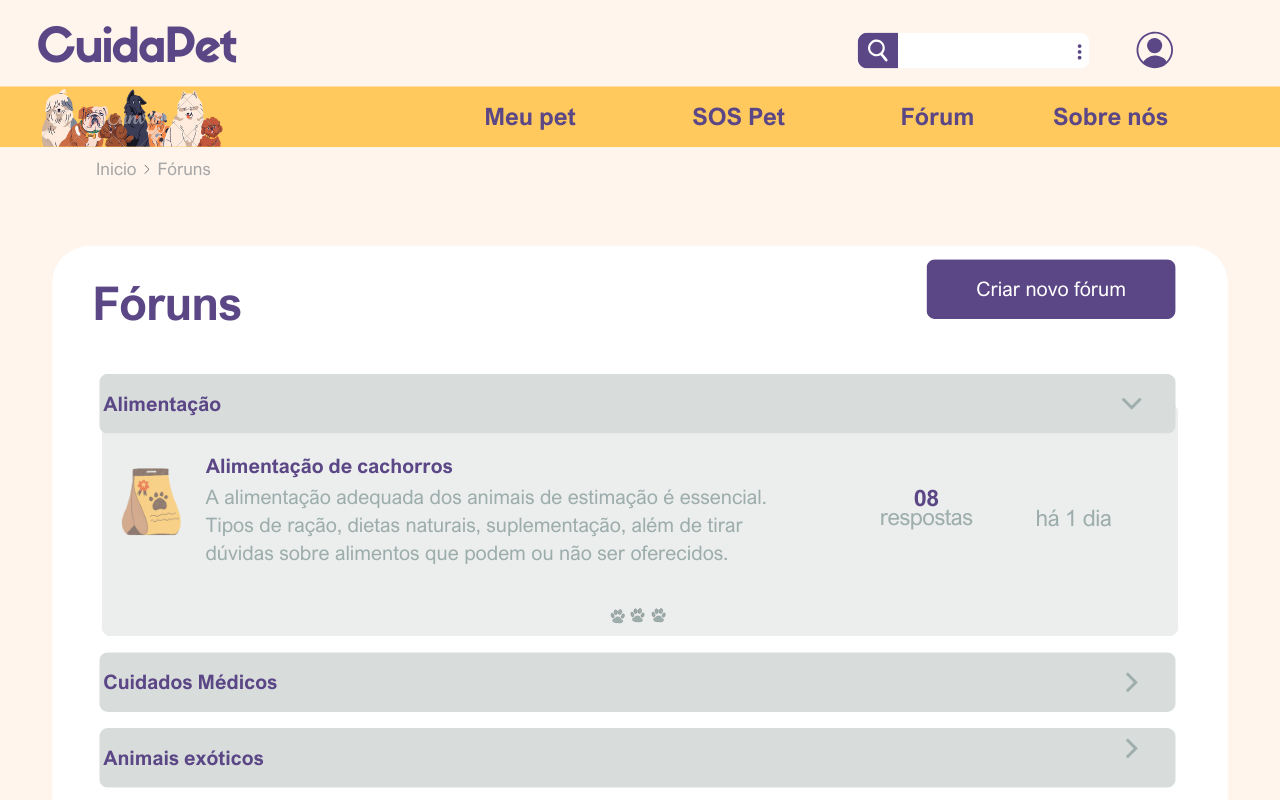 CuidaPet
Meu pet SOS Pet Fórum Sobre nós
Inicio > Fóruns
Fóruns
Criar novo fórum
Alimentação
Alimentação de cachorros
A alimentação adequada dos animais de estimação é essencial.
Tipos de ração, dietas naturais, suplementação, além de tirar
dúvidas sobre alimentos que podem ou não ser oferecidos.
08
respostas
há 1 dia
Cuidados Médicos
Animais exóticos